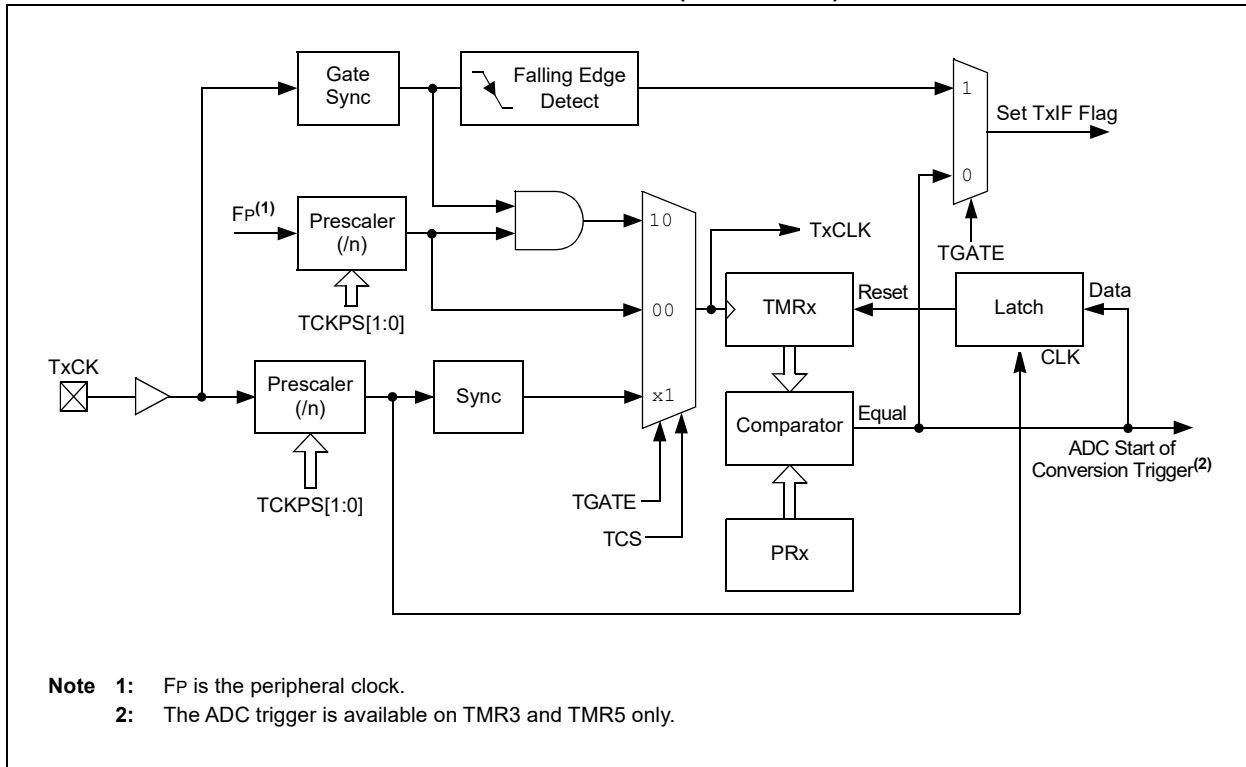 Gate
Sync
Falling Edge
Detect
1
Set TxIF Flag
0
FP(1)
Prescaler
(/n)
10
TxCLK
TGATE
TCKPS[1:0]
00
TMRx
Reset
Latch
Data
CLK
TxCK
Prescaler
(/n)
Sync
x1
Comparator
Equal
ADC Start of
Conversion Trigger(2)
TCKPS[1:0]
TGATE
TCS
PRx
Note 1: FP is the peripheral clock.
2: The ADC trigger is available on TMR3 and TMR5 only.